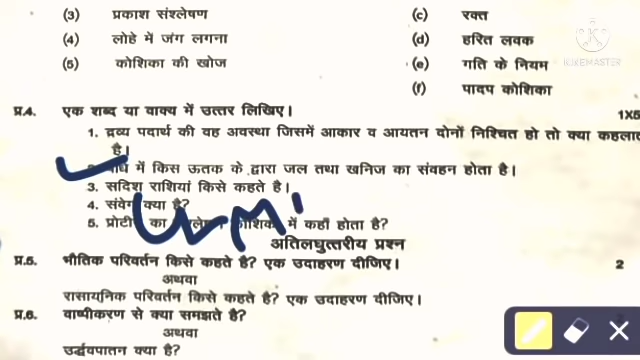 (3) प्रकाश संश्लेषण (c) रक्त
(4) लोहे में जंग लगना (d) हरित लवक
(5) कोशिका की खोज (e) गति के नियम
(f) पादप कोशिका
KINEMASTER
प्र.4. एक शब्द या वाक्य में उत्तर लिखिए। 1X5
1. द्रव्य पदार्थ की वह अवस्था जिसमें आकार व आयतन दोनों निश्चित हो तो क्या कहलात
है।
में किस ऊतक के द्वारा जल तथा खनिज का संवहन होता है।
3. सदिश राशियां किसे कहते है।
4. संवेग क्या है?
5. का में कहाँ होता है?
अतिलघुत्तरीय प्रश्न
प्र.5. भौतिक परिवर्तन किसे कहते है? एक उदाहरण दीजिए। 2
अथवा
रासायनिक परिवर्तन किसे कहते है? एक उदाहरण दीजिए।
प्र.6. वाष्पीकरण से क्या समझते है?
अथवा
उर्द्धवपातन क्या है?